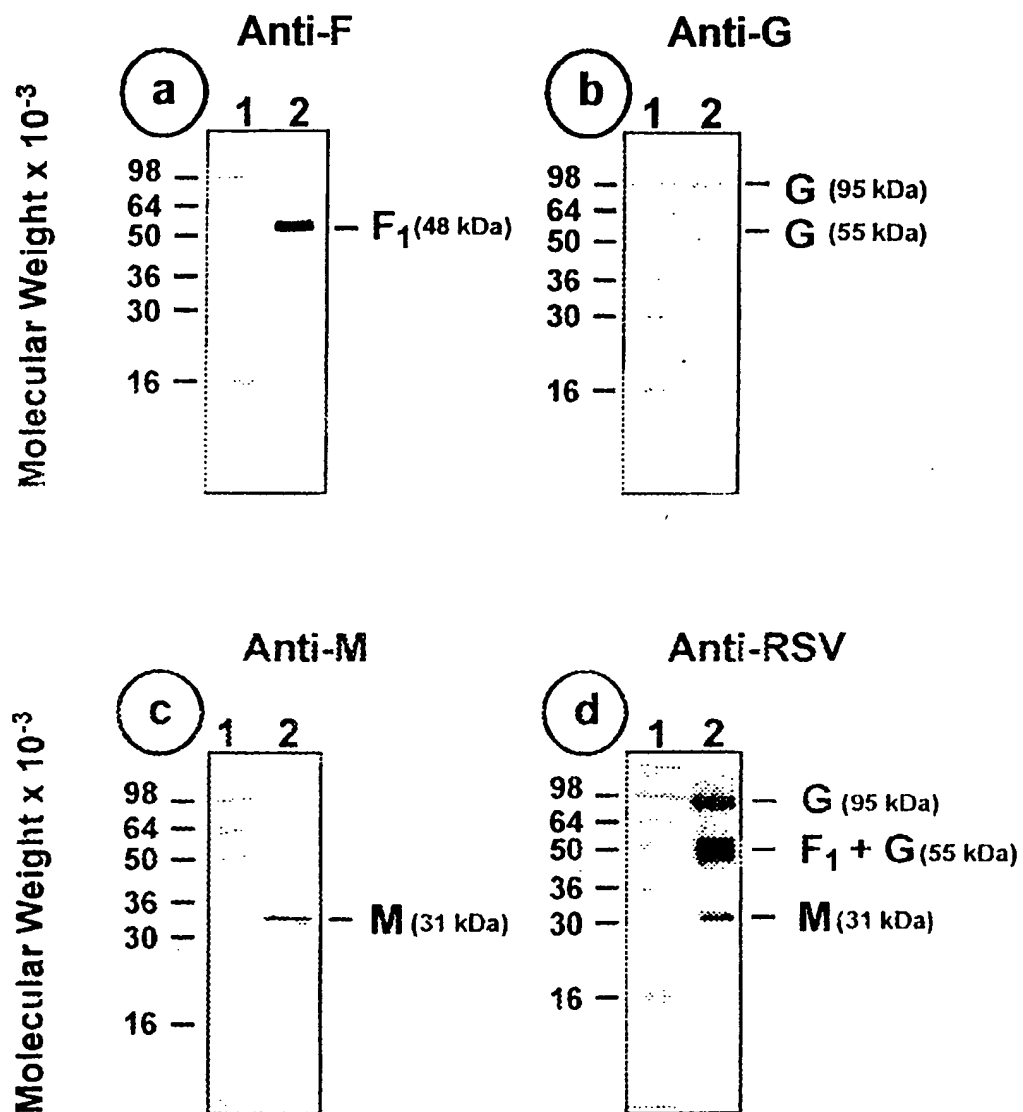 Anti-F
Anti-G
Molecular Weight x 10-3
a
1 2
98
64
50
36
30
16
F1 (48 kDa)
b
1 2
98
64
50
36
30
16
G (95 kDa)
G (55 kDa)
Anti-M
Anti-RSV
Molecular Weight x 10-3
c
1 2
98
64
50
36
30
16
M (31 kDa)
d
1 2
98
64
50
36
30
16
G (95 kDa)
F1 + G (55 kDa)
M (31 kDa)